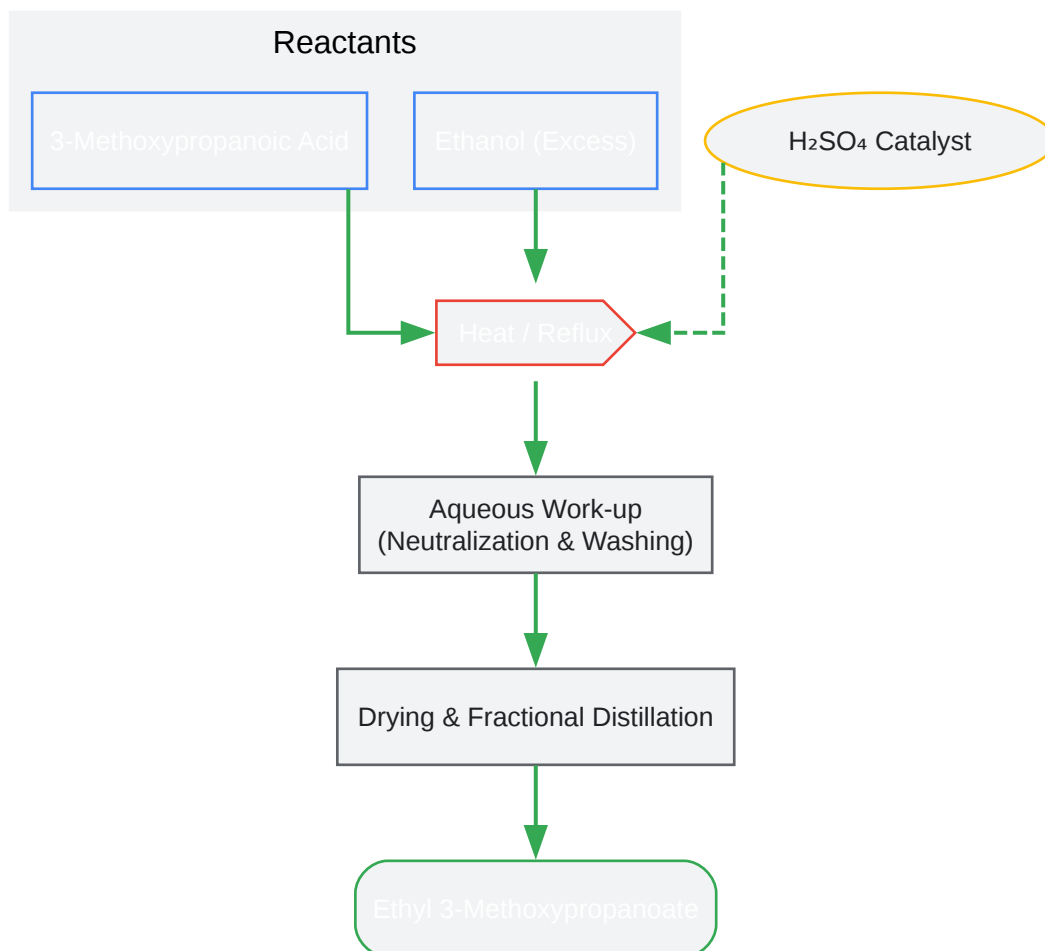 Reactants
3-Methoxypropanoic Acid
Ethanol (Excess)
H₂SO₄ Catalyst
Heat / Reflux
Aqueous Work-up
(Neutralization & Washing)
Drying & Fractional Distillation
Ethyl 3-Methoxypropanoate